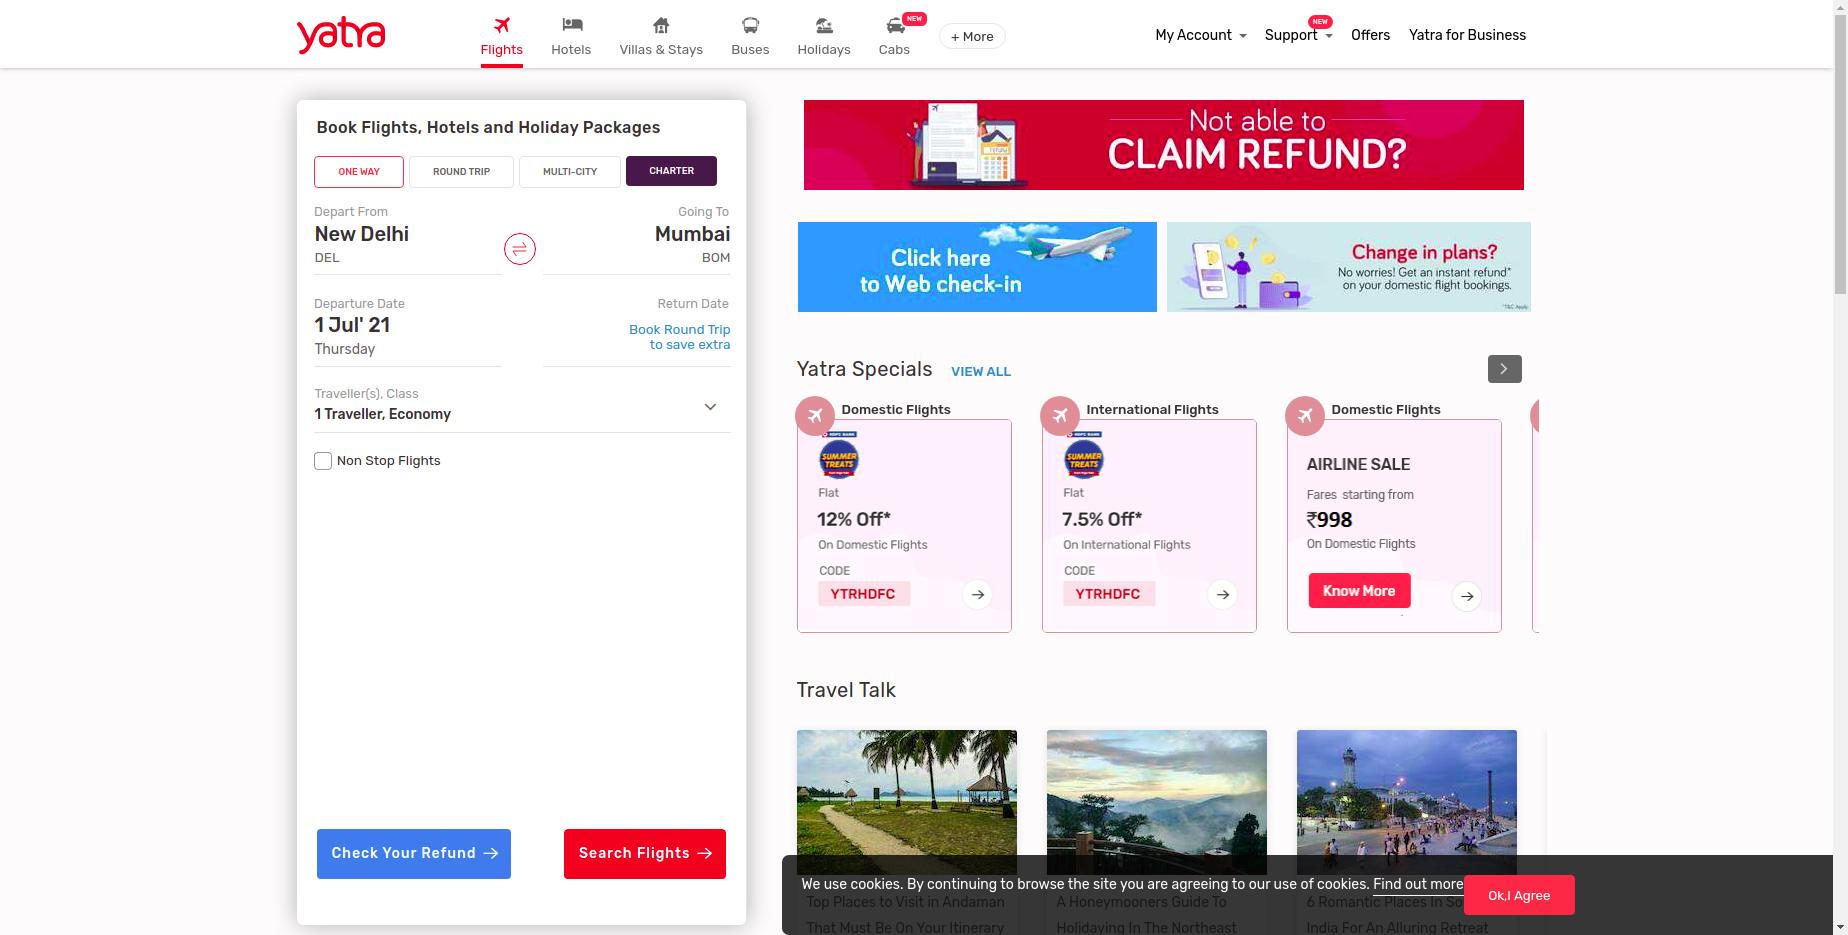 yatra
Flights
Hotels
Villas & Stays
Buses
Holidays
Cabs
NEW
+ More
My Account
Support
NEW
Offers
Yatra for Business
Book Flights, Hotels and Holiday Packages
ONE WAY
ROUND TRIP
MULTI-CITY
CHARTER
Depart From
New Delhi
DEL
Going To
Mumbai
BOM
Departure Date
1 Jul' 21
Thursday
Return Date
Book Round Trip
to save extra
Traveller(s), Class
1 Traveller, Economy
Non Stop Flights
Check Your Refund
Search Flights
Not able to
CLAIM REFUND?
Click here
to Web check-in
Change in plans?
No worries! Get an instant refund*
on your domestic flight bookings.
*T&C Apply
Yatra Specials
VIEW ALL
Domestic Flights
HDFC BANK
SUMMER
TREATS
Flat
12% Off*
On Domestic Flights
CODE
YTRHDFC
International Flights
HDFC BANK
SUMMER
TREATS
Flat
7.5% Off*
On International Flights
CODE
YTRHDFC
Domestic Flights
AIRLINE SALE
Fares starting from
₹998
On Domestic Flights
Know More
Travel Talk
We use cookies. By continuing to browse the site you are agreeing to our use of cookies. Find out more
Ok,I Agree
Top Places to Visit in Andaman
That Must Be On Your Itinerary
A Honeymooners Guide To
Holidaying In The Northeast
6 Romantic Places In So
India For An Alluring Retreat